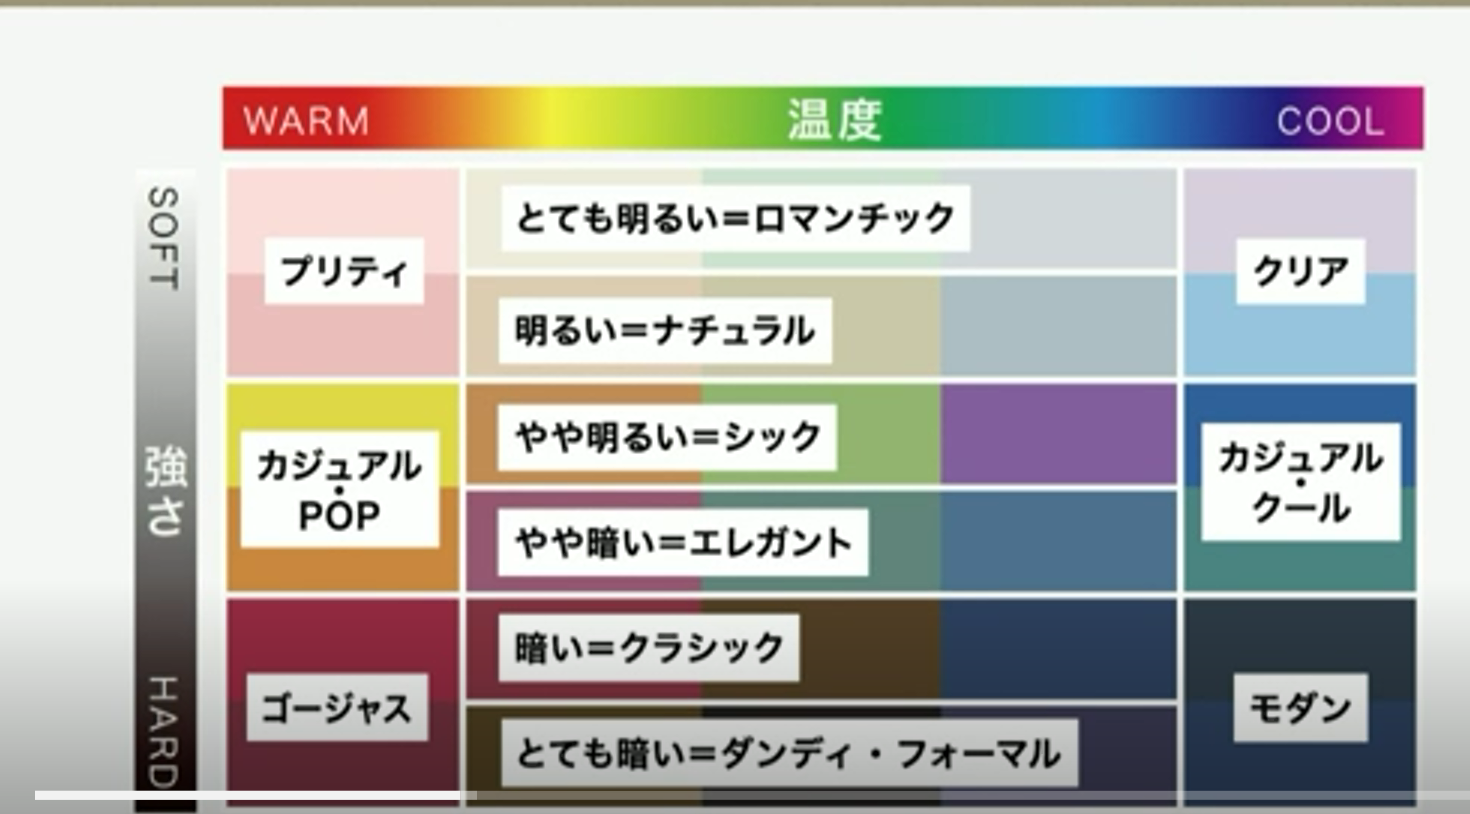 WARM 温度 COOL
SOFT
強さ
HARD
プリティ
とても明るい＝ロマンチック
クリア
明るい＝ナチュラル
カジュアル
・
POP
やや明るい＝シック
カジュアル
・
クール
やや暗い＝エレガント
ゴージャス
暗い＝クラシック
モダン
とても暗い＝ダンディ・フォーマル